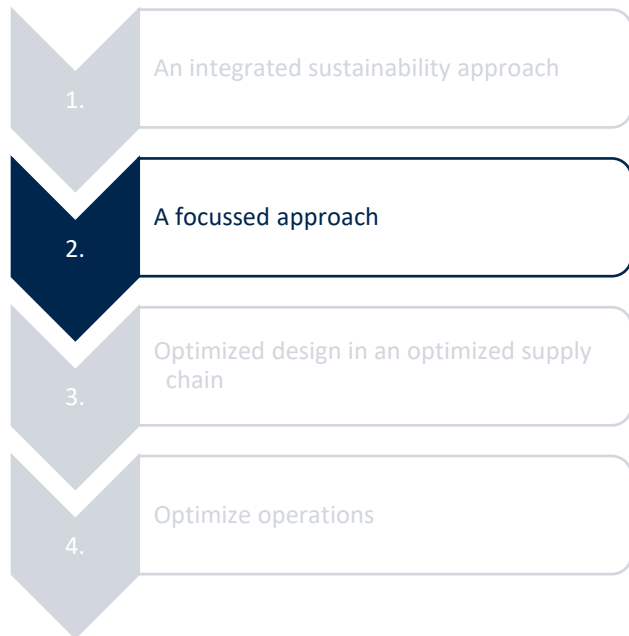 1.
An integrated sustainability approach
2.
A focussed approach
3.
Optimized design in an optimized supply
chain
4.
Optimize operations